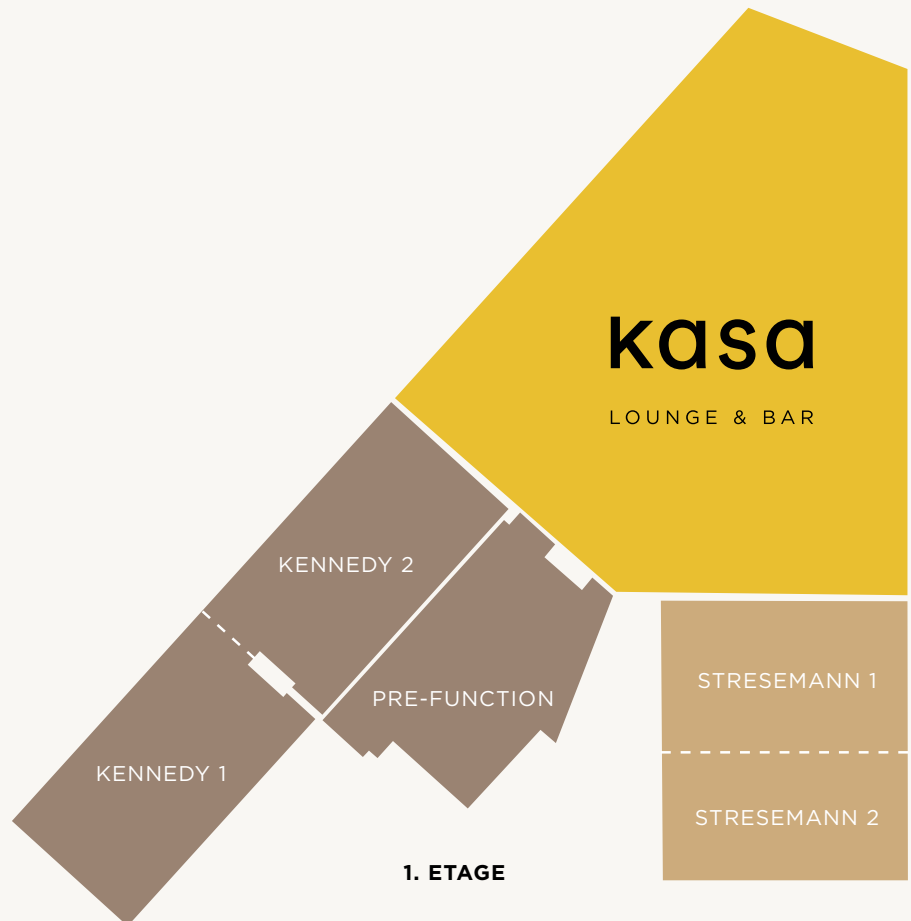 kasa
LOUNGE & BAR
KENNEDY 2
STRESEMANN 1
PRE-FUNCTION
KENNEDY 1
STRESEMANN 2
1. ETAGE